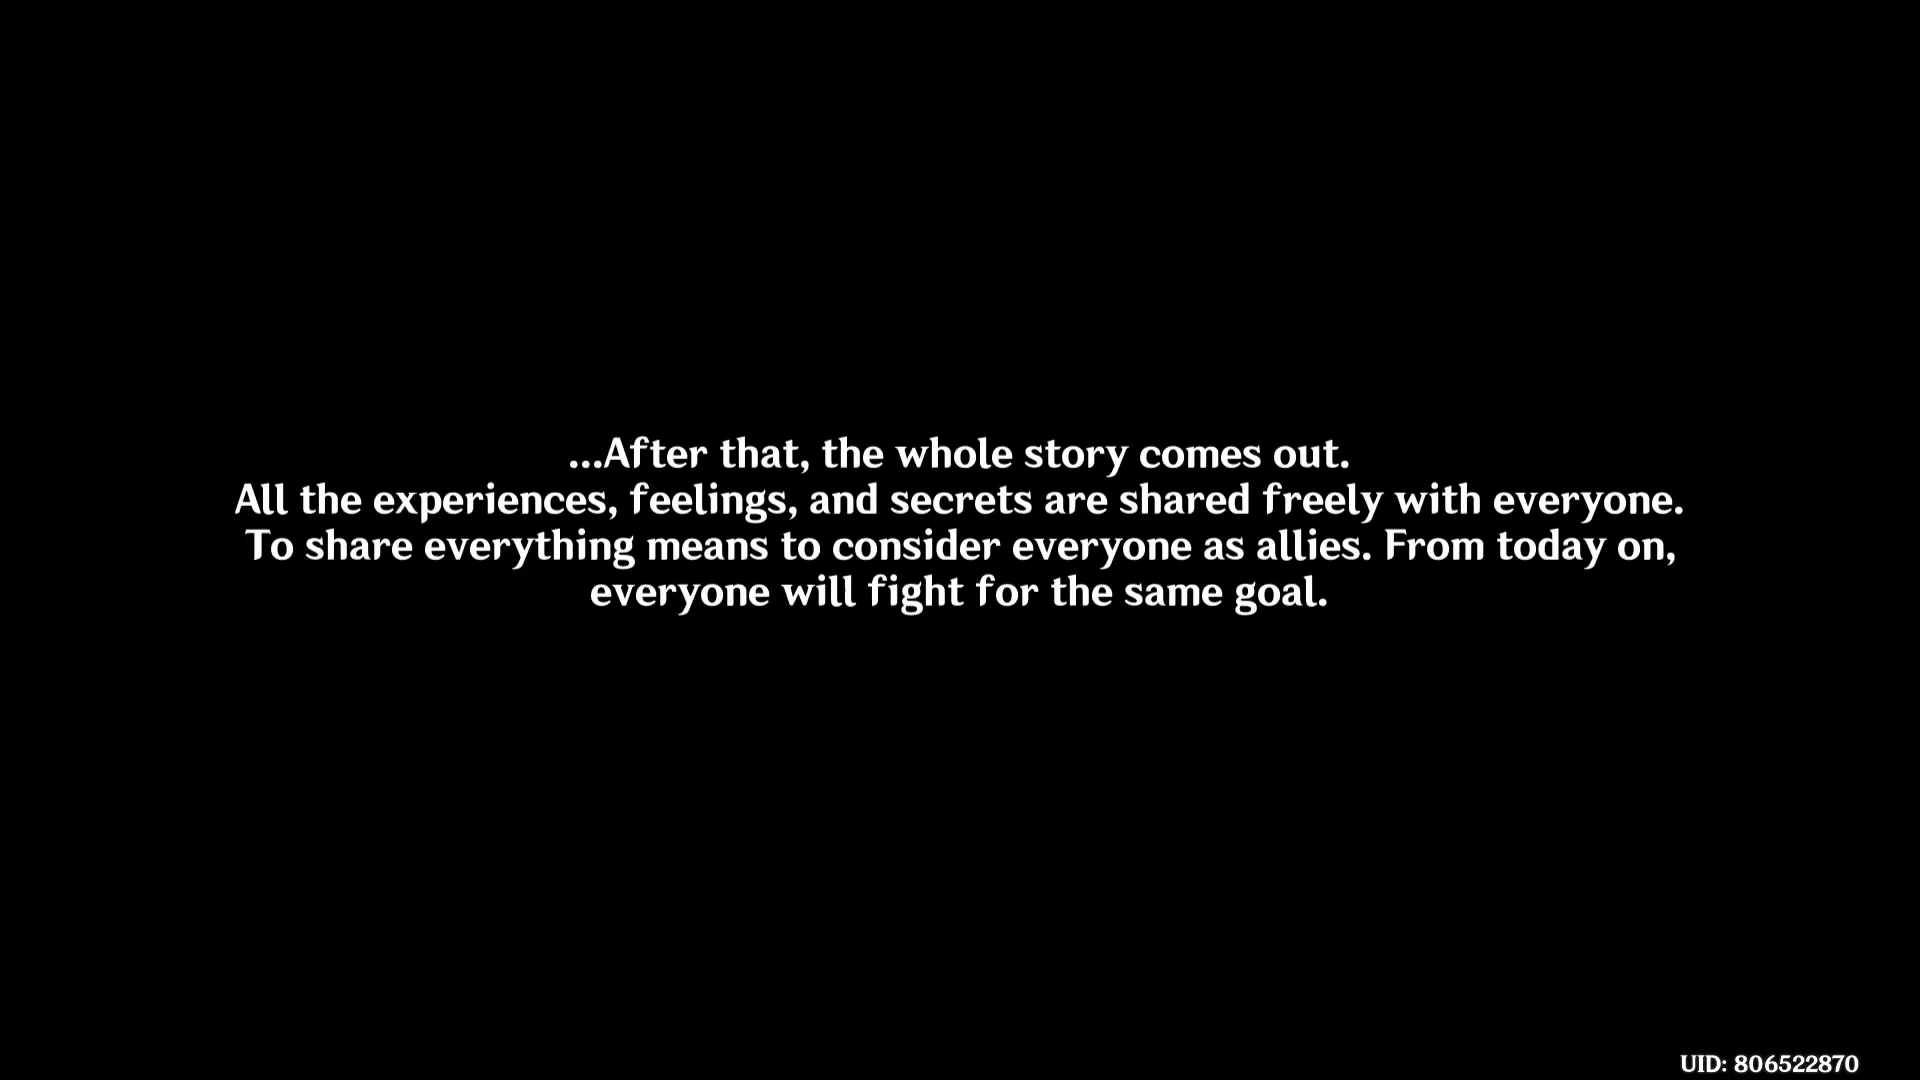 ...After that, the whole story comes out.
All the experiences, feelings, and secrets are shared freely with everyone.
To share everything means to consider everyone as allies. From today on,
everyone will fight for the same goal.
UID: 806522870